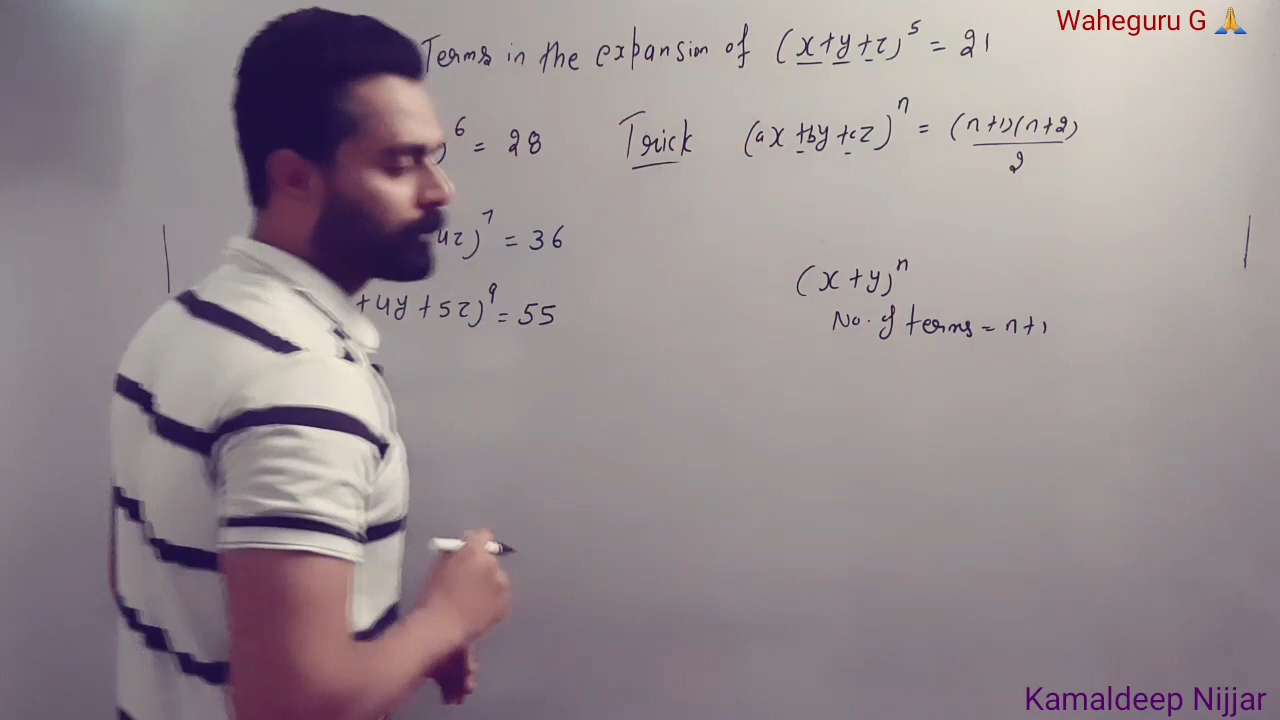 Waheguru G 🙏
Terms in the expansion of (x+y+z)⁵ = 21
)⁶ = 28
Trick (ax+by+cz)ⁿ = (n+1)(n+2)/2
4z)⁷ = 36
(x+y)ⁿ
+4y+5z)⁹ = 55
No. of terms = n+1
Kamaldeep Nijjar